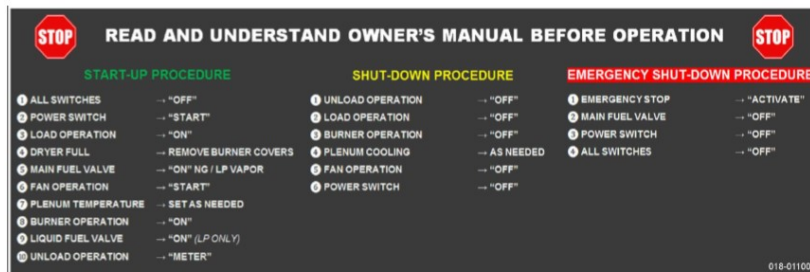 STOP READ AND UNDERSTAND OWNER'S MANUAL BEFORE OPERATION STOP
START-UP PROCEDURE
1 ALL SWITCHES → "OFF"
2 POWER SWITCH → "START"
3 LOAD OPERATION → "ON"
4 DRYER FULL → REMOVE BURNER COVERS
5 MAIN FUEL VALVE → "ON" NG / LP VAPOR
6 FAN OPERATION → "START"
7 PLENUM TEMPERATURE → SET AS NEEDED
8 BURNER OPERATION → "ON"
9 LIQUID FUEL VALVE → "ON" (LP ONLY)
10 UNLOAD OPERATION → "METER"
SHUT-DOWN PROCEDURE
1 UNLOAD OPERATION → "OFF"
2 LOAD OPERATION → "OFF"
3 BURNER OPERATION → "OFF"
4 PLENUM COOLING → AS NEEDED
5 FAN OPERATION → "OFF"
6 POWER SWITCH → "OFF"
EMERGENCY SHUT-DOWN PROCEDURE
1 EMERGENCY STOP → "ACTIVATE"
2 MAIN FUEL VALVE → "OFF"
3 POWER SWITCH → "OFF"
4 ALL SWITCHES → "OFF"
018-01100